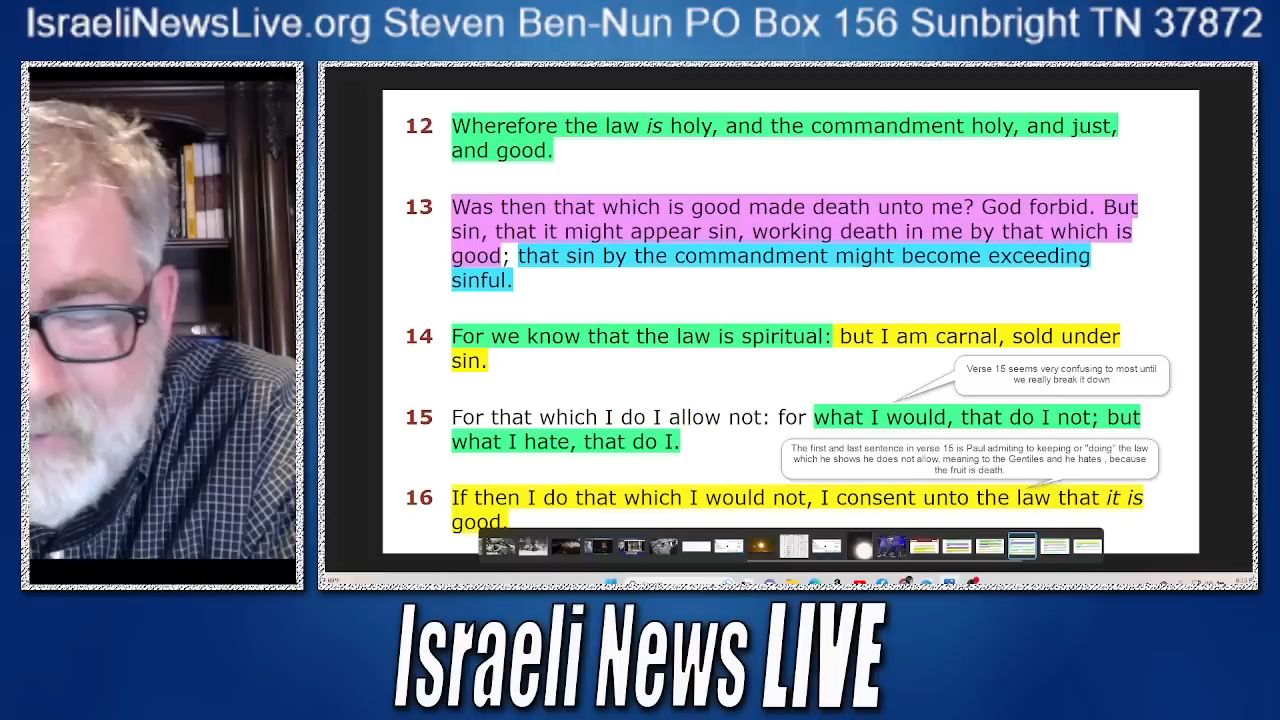 IsraeliNewsLive.org Steven Ben-Nun PO Box 156 Sunbright TN 37872
12 Wherefore the law is holy, and the commandment holy, and just,
and good.
13 Was then that which is good made death unto me? God forbid. But
sin, that it might appear sin, working death in me by that which is
good; that sin by the commandment might become exceeding
sinful.
14 For we know that the law is spiritual: but I am carnal, sold under
sin.
Verse 15 seems very confusing to most until
we really break it down
15 For that which I do I allow not: for what I would, that do I not; but
what I hate, that do I.
The first and last sentence in verse 15 is Paul admiting to keeping or "doing" the law
which he shows he does not allow, meaning to the Gentiles and he hates , because
the fruit is death.
16 If then I do that which I would not, I consent unto the law that it is
good.
Israeli News LIVE